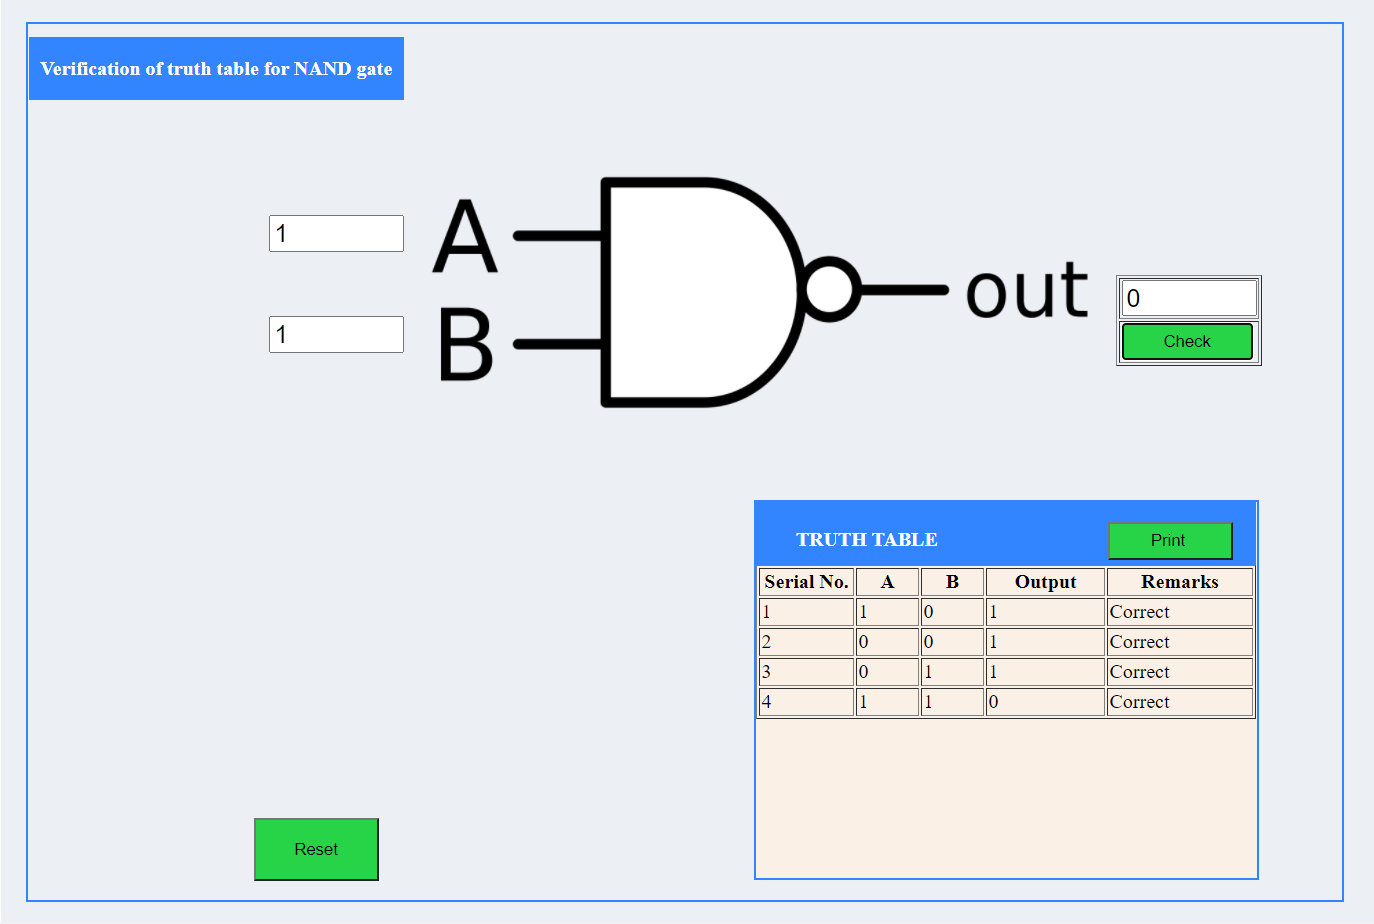 Verification of truth table for NAND gate
1
A
out
0
1
B
Check
TRUTH TABLE
Print
Serial No. A B Output Remarks
1 1 0 1 Correct
2 0 0 1 Correct
3 0 1 1 Correct
4 1 1 0 Correct
Reset